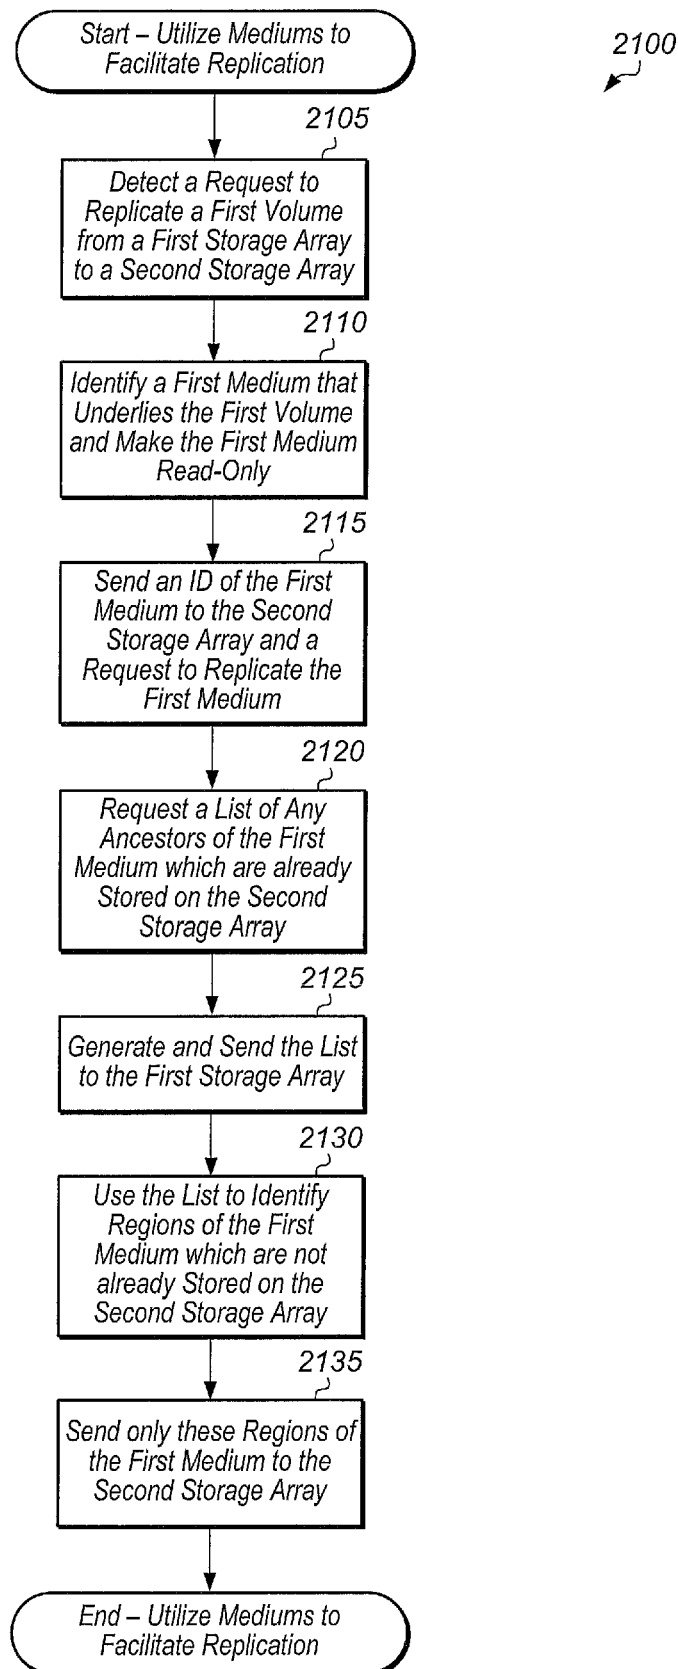 Start – Utilize Mediums to
Facilitate Replication
2100
2105
Detect a Request to
Replicate a First Volume
from a First Storage Array
to a Second Storage Array
2110
Identify a First Medium that
Underlies the First Volume
and Make the First Medium
Read-Only
2115
Send an ID of the First
Medium to the Second
Storage Array and a
Request to Replicate the
First Medium
2120
Request a List of Any
Ancestors of the First
Medium which are already
Stored on the Second
Storage Array
2125
Generate and Send the List
to the First Storage Array
2130
Use the List to Identify
Regions of the First
Medium which are not
already Stored on the
Second Storage Array
2135
Send only these Regions of
the First Medium to the
Second Storage Array
End – Utilize Mediums to
Facilitate Replication